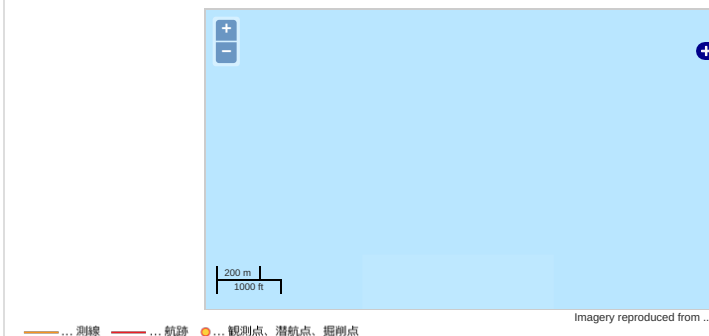 +
−
200 m
1000 ft
Imagery reproduced from ..
... 測線 ... 航跡 ... 観測点、潜航点、掘削点